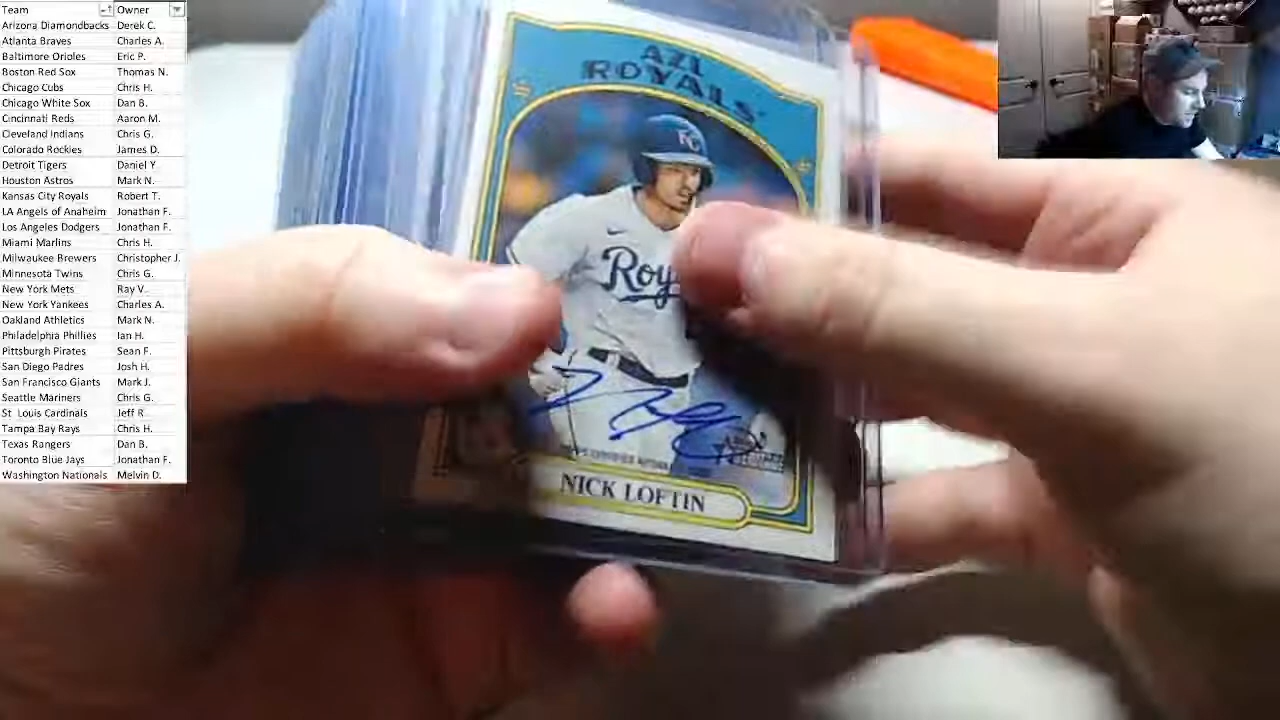 Team Owner
Arizona Diamondbacks Derek C.
Atlanta Braves Charles A.
Baltimore Orioles Eric P.
Boston Red Sox Thomas N.
Chicago Cubs Chris H.
Chicago White Sox Dan B.
Cincinnati Reds Aaron M.
Cleveland Indians Chris G.
Colorado Rockies James D.
Detroit Tigers Daniel Y.
Houston Astros Mark N.
Kansas City Royals Robert T.
LA Angels of Anaheim Jonathan F.
Los Angeles Dodgers Jonathan F.
Miami Marlins Chris H.
Milwaukee Brewers Christopher J.
Minnesota Twins Chris G.
New York Mets Ray V.
New York Yankees Charles A.
Oakland Athletics Mark N.
Philadelphia Phillies Ian H.
Pittsburgh Pirates Sean F.
San Diego Padres Josh H.
San Francisco Giants Mark J.
Seattle Mariners Chris G.
St Louis Cardinals Jeff R.
Tampa Bay Rays Chris H.
Texas Rangers Dan B.
Toronto Blue Jays Jonathan F.
Washington Nationals Melvin D.
AZL
ROYALS
KC
Roy
NICK LOFTIN